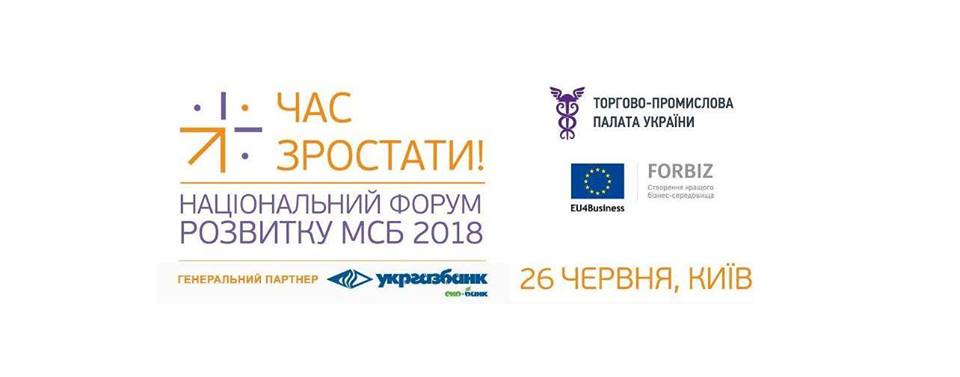 ЧАС
ЗРОСТАТИ!
НАЦІОНАЛЬНИЙ ФОРУМ
РОЗВИТКУ МСБ 2018
ГЕНЕРАЛЬНИЙ ПАРТНЕР
укргазбанк
еко-банк
ТОРГОВО-ПРОМИСЛОВА
ПАЛАТА УКРАЇНИ
EU4Business
FORBIZ
Створення кращого
бізнес-середовища
26 ЧЕРВНЯ, КИЇВ